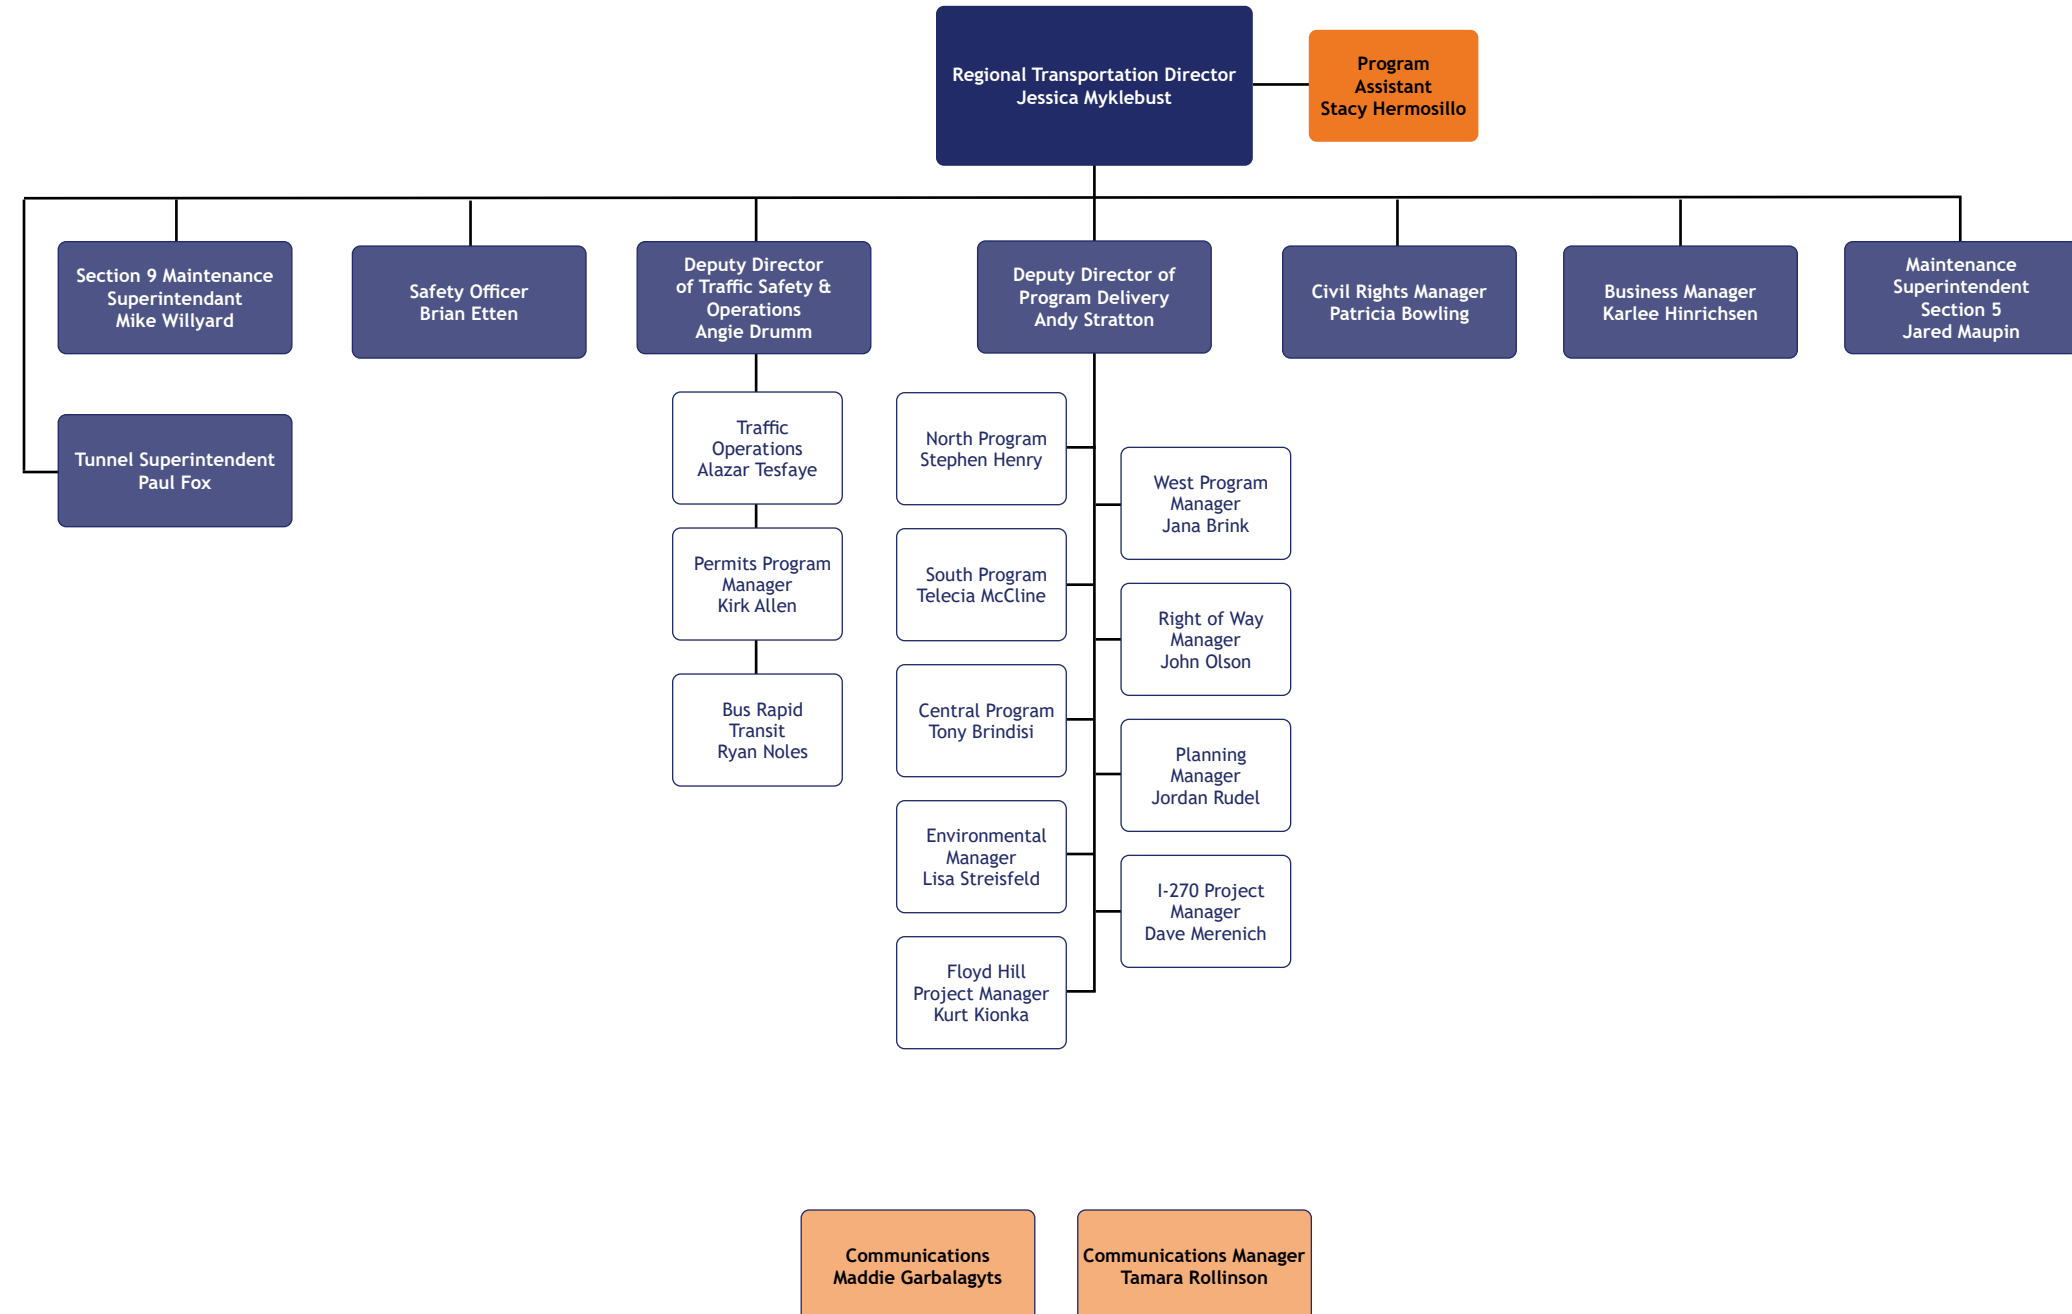 Regional Transportation Director
Jessica Myklebust
Program
Assistant
Stacy Hermosillo
Section 9 Maintenance
Superintendant
Mike Willyard
Safety Officer
Brian Etten
Deputy Director
of Traffic Safety &
Operations
Angie Drumm
Deputy Director of
Program Delivery
Andy Stratton
Civil Rights Manager
Patricia Bowling
Business Manager
Karlee Hinrichsen
Maintenance
Superintendent
Section 5
Jared Maupin
Tunnel Superintendent
Paul Fox
Traffic
Operations
Alazar Tesfaye
Permits Program
Manager
Kirk Allen
Bus Rapid
Transit
Ryan Noles
North Program
Stephen Henry
West Program
Manager
Jana Brink
South Program
Telecia McCline
Right of Way
Manager
John Olson
Central Program
Tony Brindisi
Planning
Manager
Jordan Rudel
Environmental
Manager
Lisa Streisfeld
I-270 Project
Manager
Dave Merenich
Floyd Hill
Project Manager
Kurt Kionka
Communications
Maddie Garbalagyts
Communications Manager
Tamara Rollinson